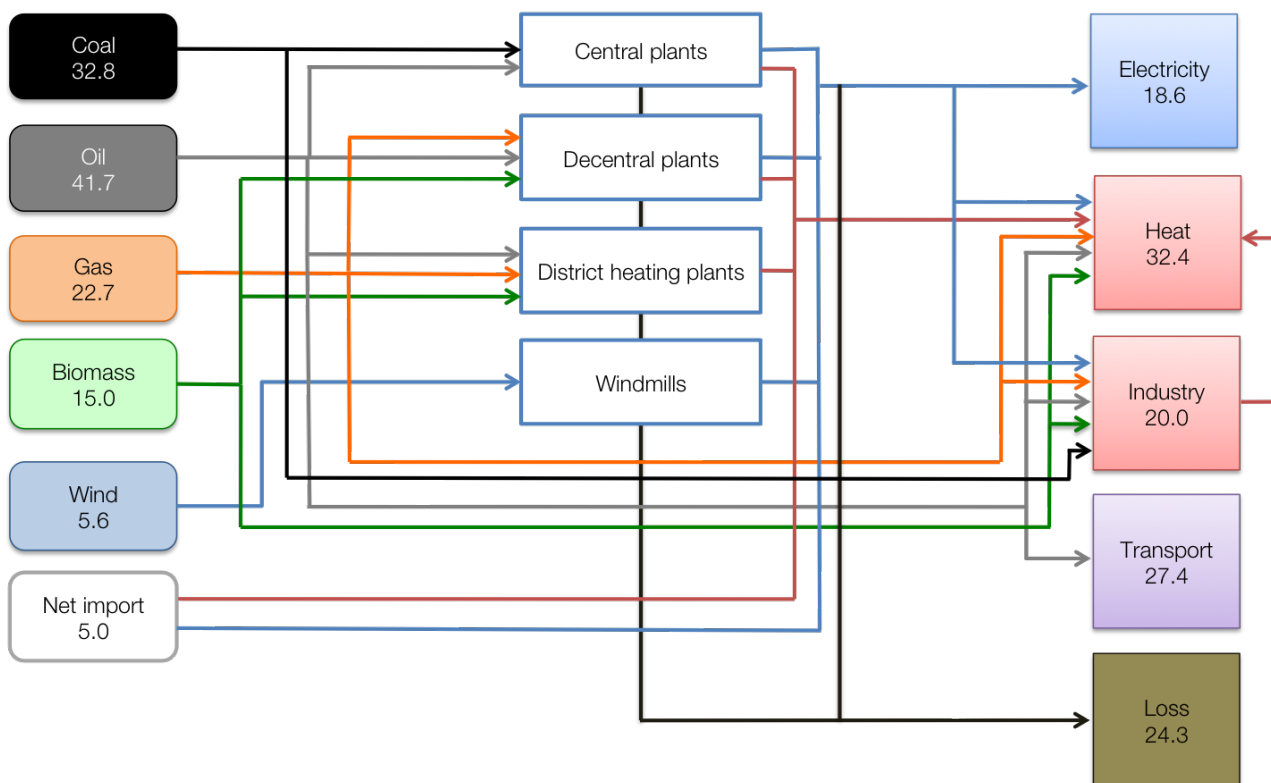 Coal
32.8
Oil
41.7
Gas
22.7
Biomass
15.0
Wind
5.6
Net import
5.0
Central plants
Decentral plants
District heating plants
Windmills
Electricity
18.6
Heat
32.4
Industry
20.0
Transport
27.4
Loss
24.3